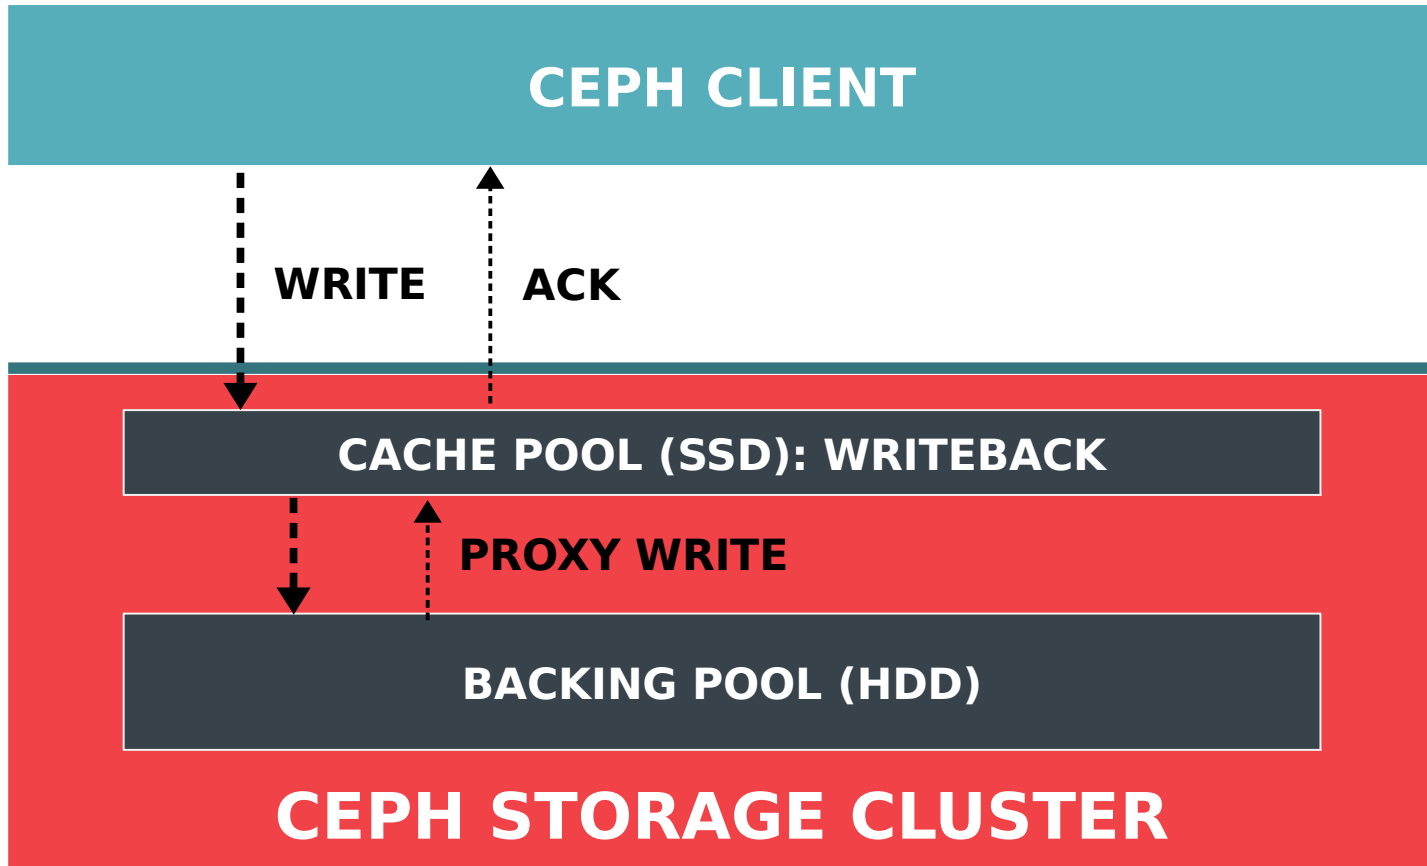 CEPH CLIENT
WRITE
ACK
CACHE POOL (SSD): WRITEBACK
PROXY WRITE
BACKING POOL (HDD)
CEPH STORAGE CLUSTER